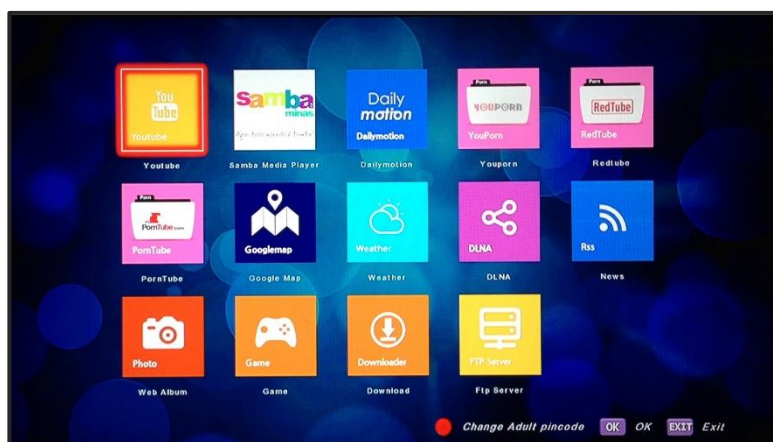 You
Tube
Youtube
Youtube
samba
minas
Samba Media Player
Daily
motion
Dailymotion
Dailymotion
Porn
YOUPORN
YouPorn
Youporn
Porn
RedTube
RedTube
Redtube
Porn
PornTube.com
PornTube
PornTube
Googlemap
Google Map
Weather
Weather
DLNA
DLNA
Rss
News
Photo
Web Album
Game
Game
Downloader
Download
FTP Server
Ftp Server
Change Adult pincode
OK
OK
EXIT
Exit